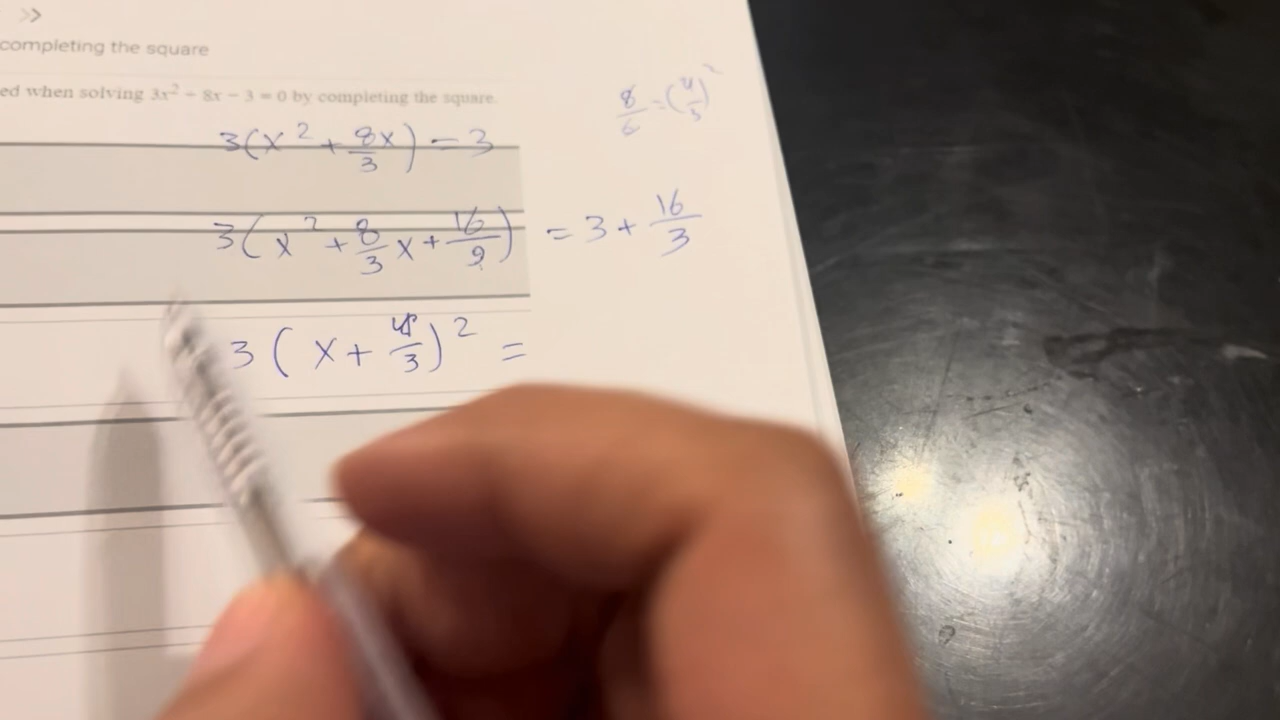 >>
completing the square
ed when solving 3x² + 8x − 3 = 0 by completing the square.
8/6 = (4/3)²
3(x² + 8x/3) = 3
3(x² + 8/3 x + 16/9) = 3 + 16/3
3(x + 4/3)² =